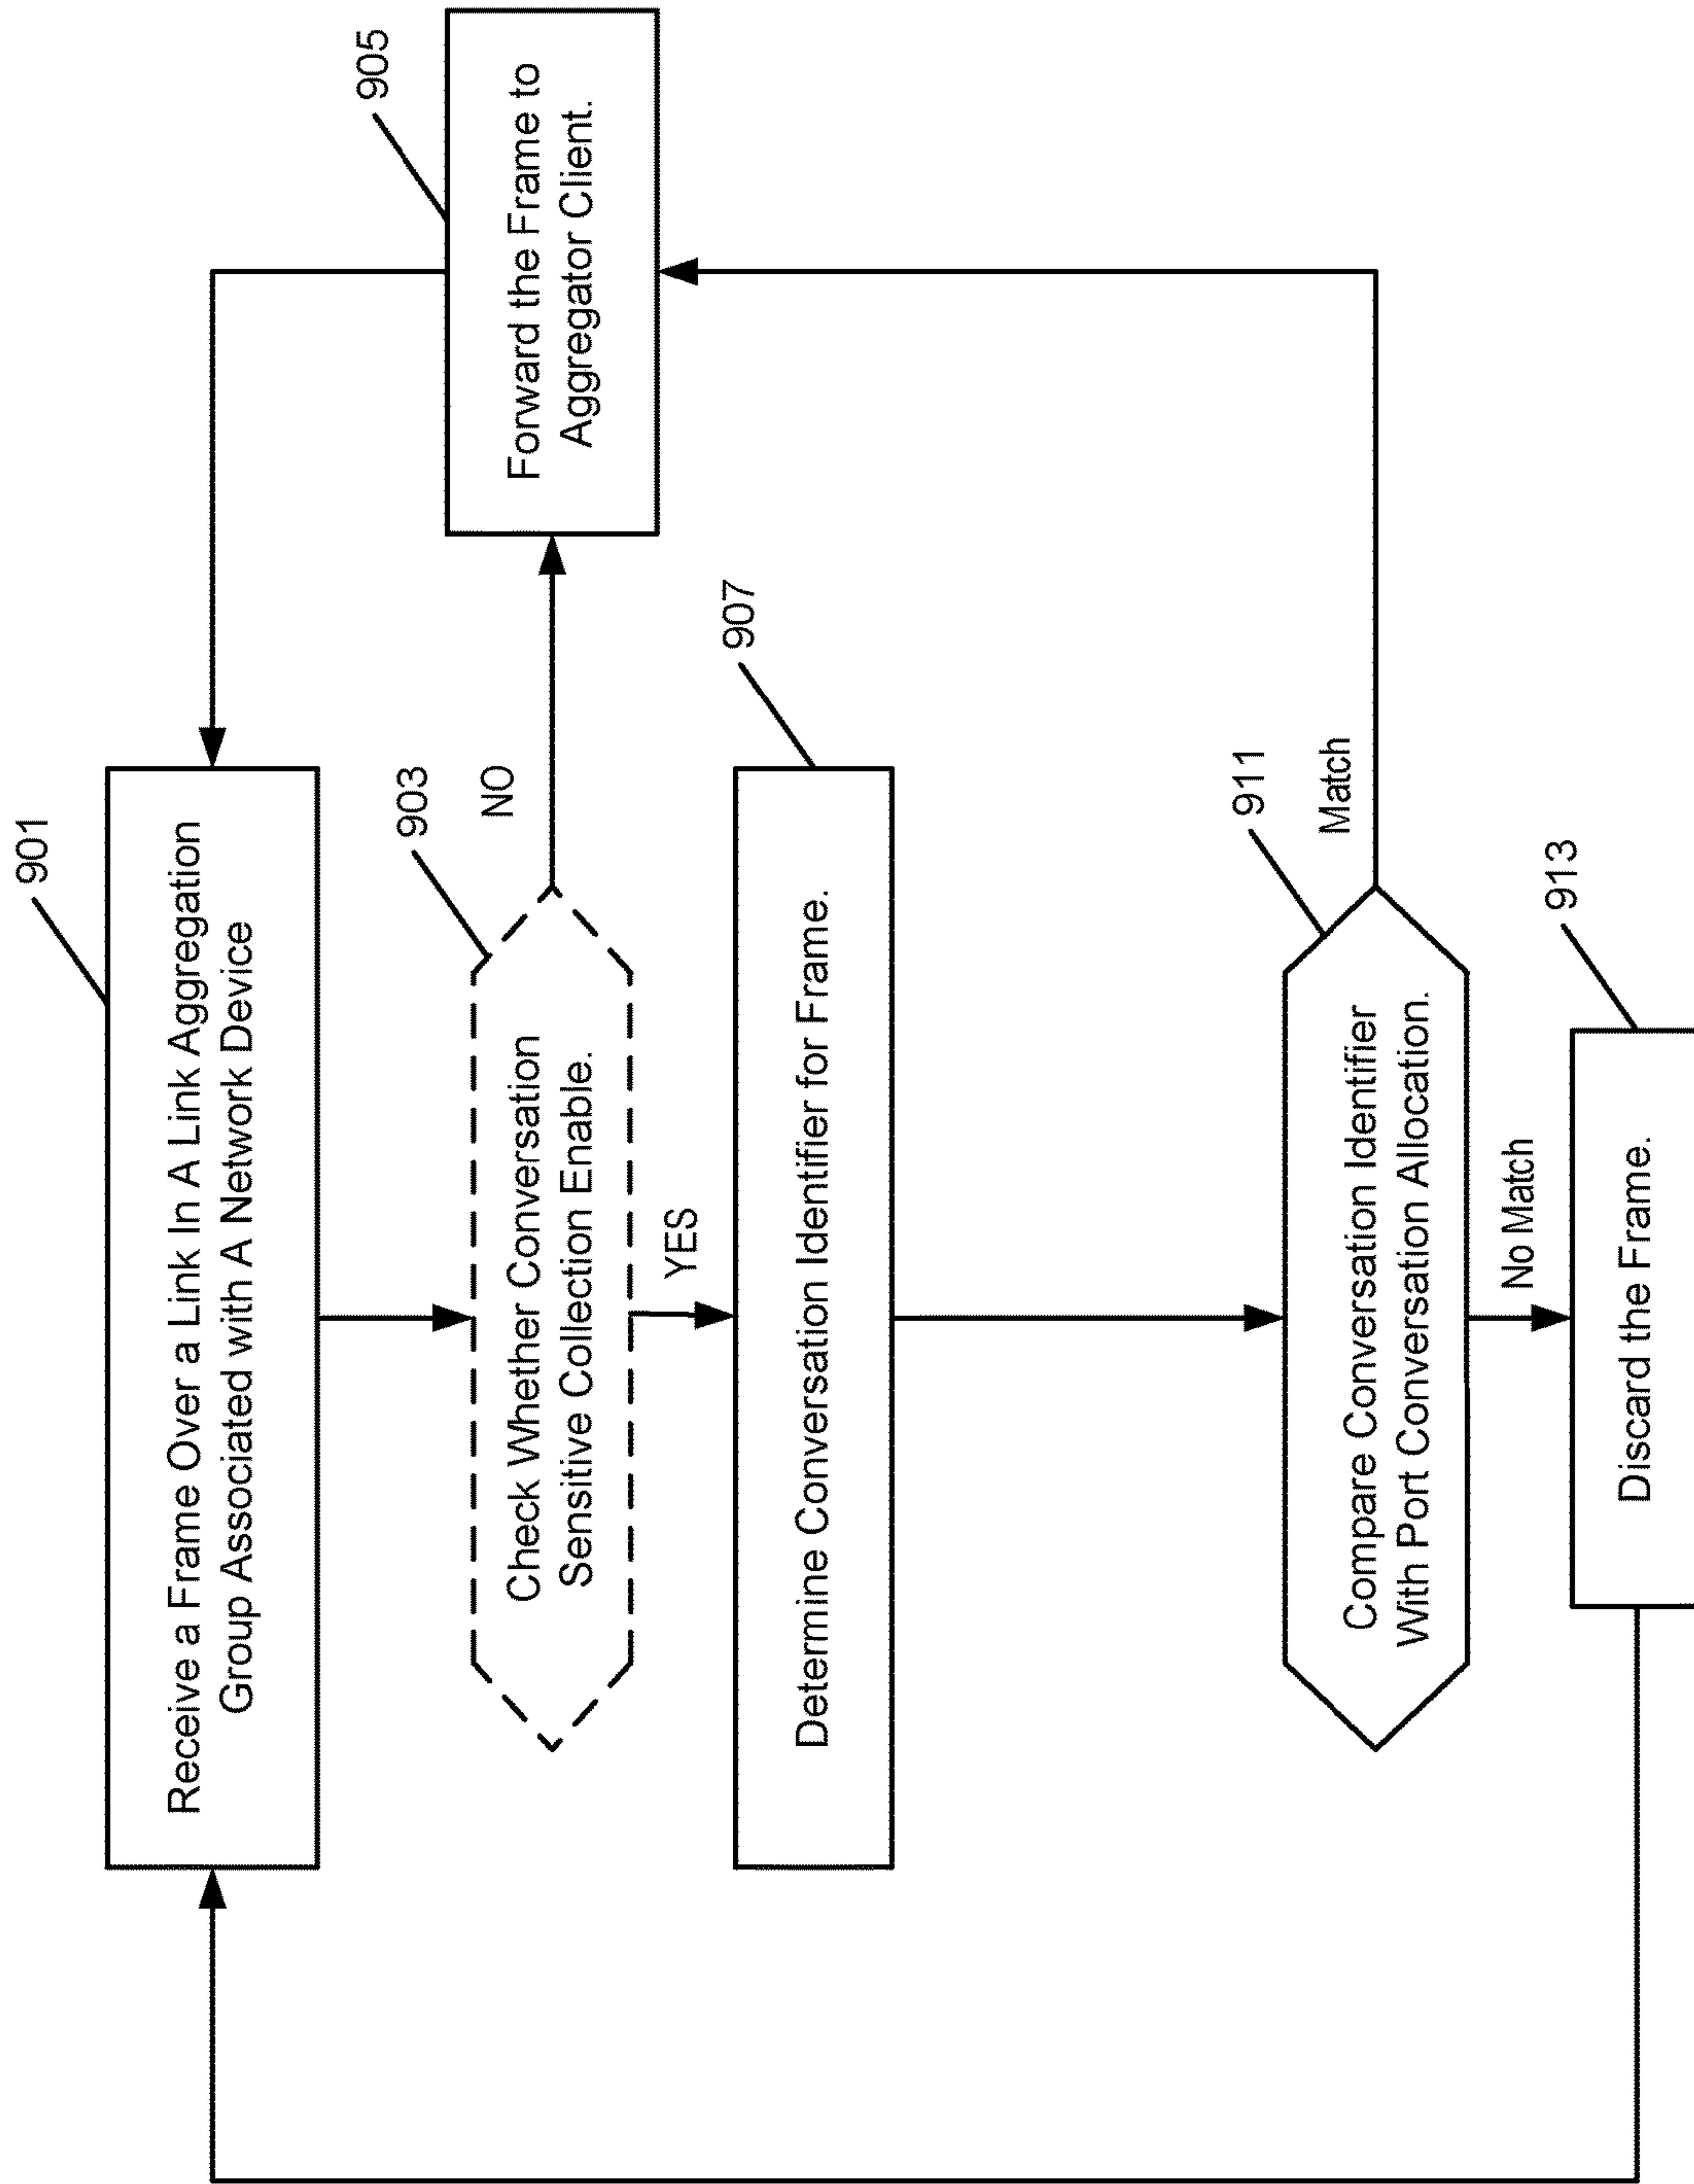 901
Receive a Frame Over a Link In A Link Aggregation
Group Associated with A Network Device
903
Check Whether Conversation
Sensitive Collection Enable.
NO
905
Forward the Frame to
Aggregator Client.
YES
907
Determine Conversation Identifier for Frame.
911
Compare Conversation Identifier
With Port Conversation Allocation.
Match
No Match
913
Discard the Frame.